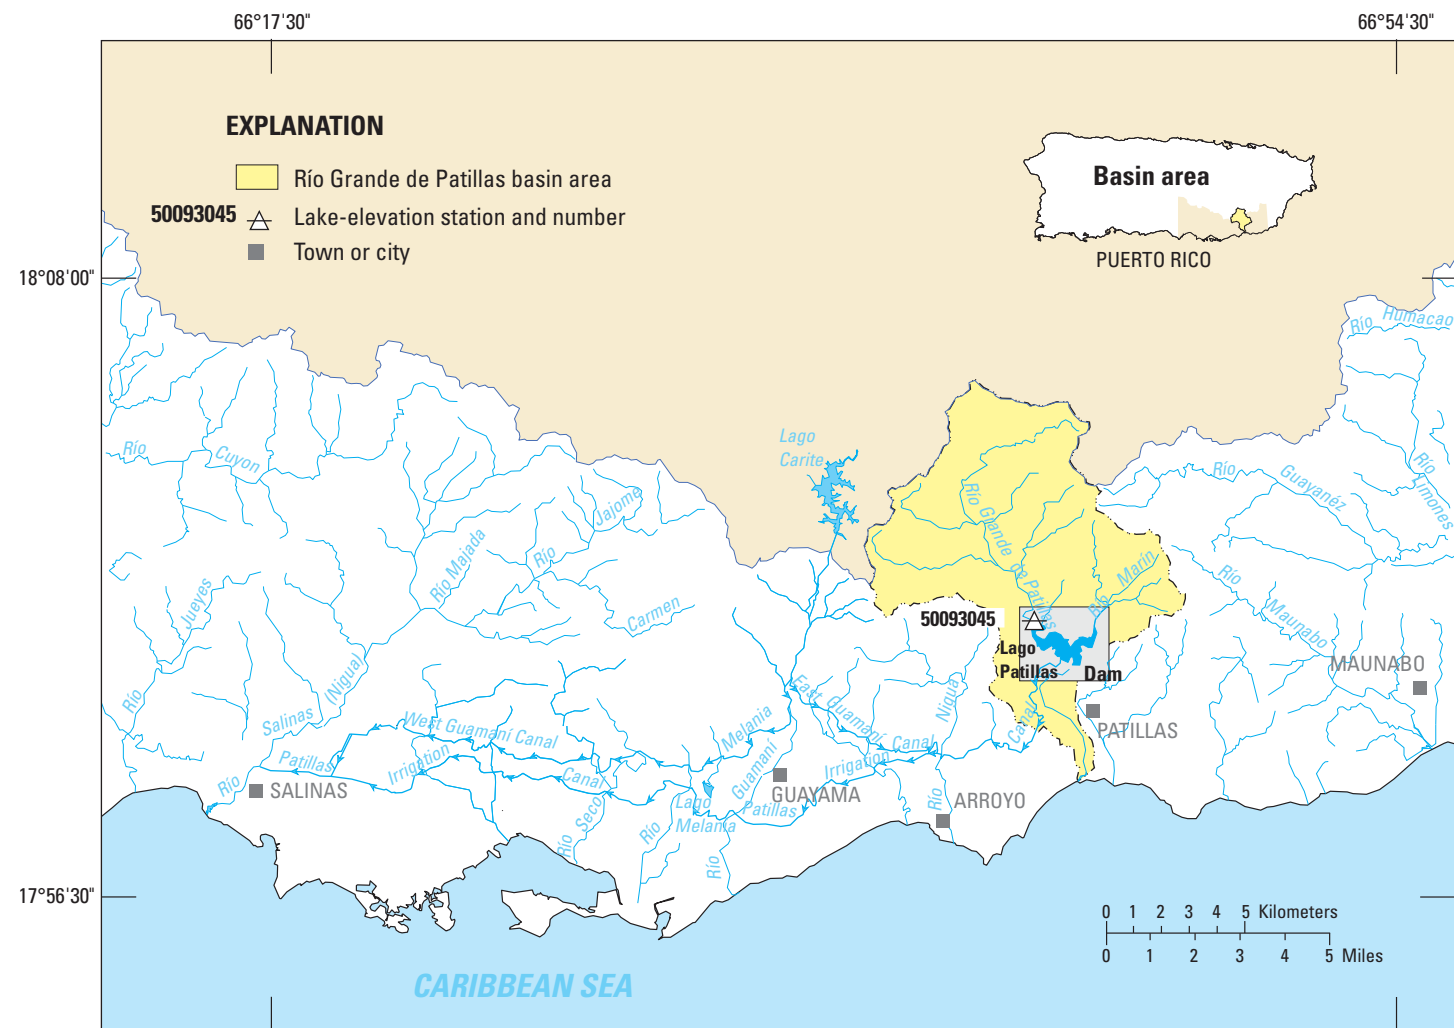 66°17'30"
66°54'30"
EXPLANATION
Río Grande de Patillas basin area
50093045
Lake-elevation station and number
Town or city
Basin area
PUERTO RICO
18°08'00"
Río Humacao
Río
Cuyon
Lago
Carite
Río
Guayanéz
Río
Limones
Jajome
Río
Río Majada
Río Grande de Patillas
Río Marín
Jueyes
Río
Carmen
Río
Maunabo
50093045
Lago
Patillas
Dam
MAUNABO
(Nigua)
Salinas
Río
West Guamaní Canal
Melania
East Guamaní Canal
Nigua
Canal
PATILLAS
Patillas
Irrigation
Canal
Guamaní
Irrigation
Río
SALINAS
GUAYAMA
ARROYO
Seco
Río
Río
Lago
Melania
Patillas
Río
Río
17°56'30"
0 1 2 3 4 5 Kilometers
0 1 2 3 4 5 Miles
CARIBBEAN SEA